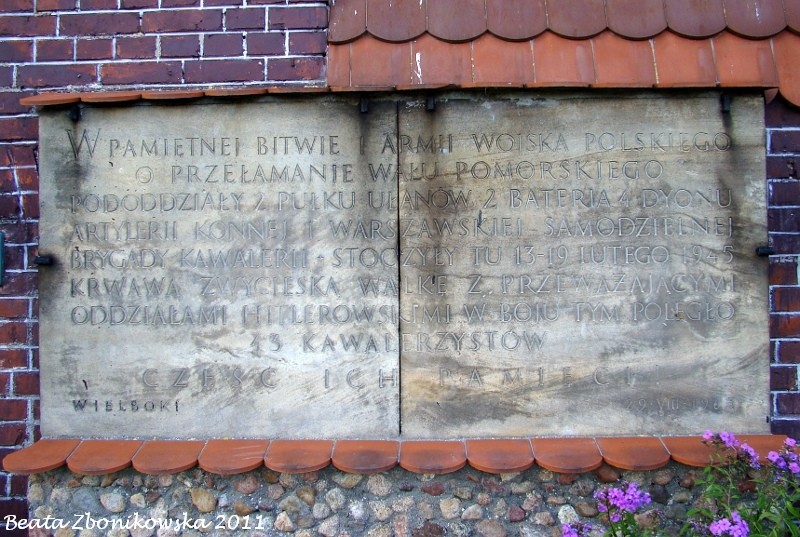 W PAMIĘTNEJ BITWIE I ARMII WOJSKA POLSKIEGO
O PRZEŁAMANIE WAŁU POMORSKIEGO
PODODDZIAŁY 2 PUŁKU UŁANÓW 2 BATERIA 4 DYONU
ARTYLERII KONNEJ I WARSZAWSKIEJ SAMODZIELNEJ
BRYGADY KAWALERII - STOCZYŁY TU 13-19 LUTEGO 1945
KRWAWĄ ZWYCIĘSKĄ WALKĘ Z PRZEWAŻAJĄCYMI
ODDZIAŁAMI HITLEROWSKIMI W BOJU TYM POLEGŁO
43 KAWALERZYSTÓW
CZEŚĆ ICH PAMIĘCI
WIELBOKI
Beata Zbonikowska 2011